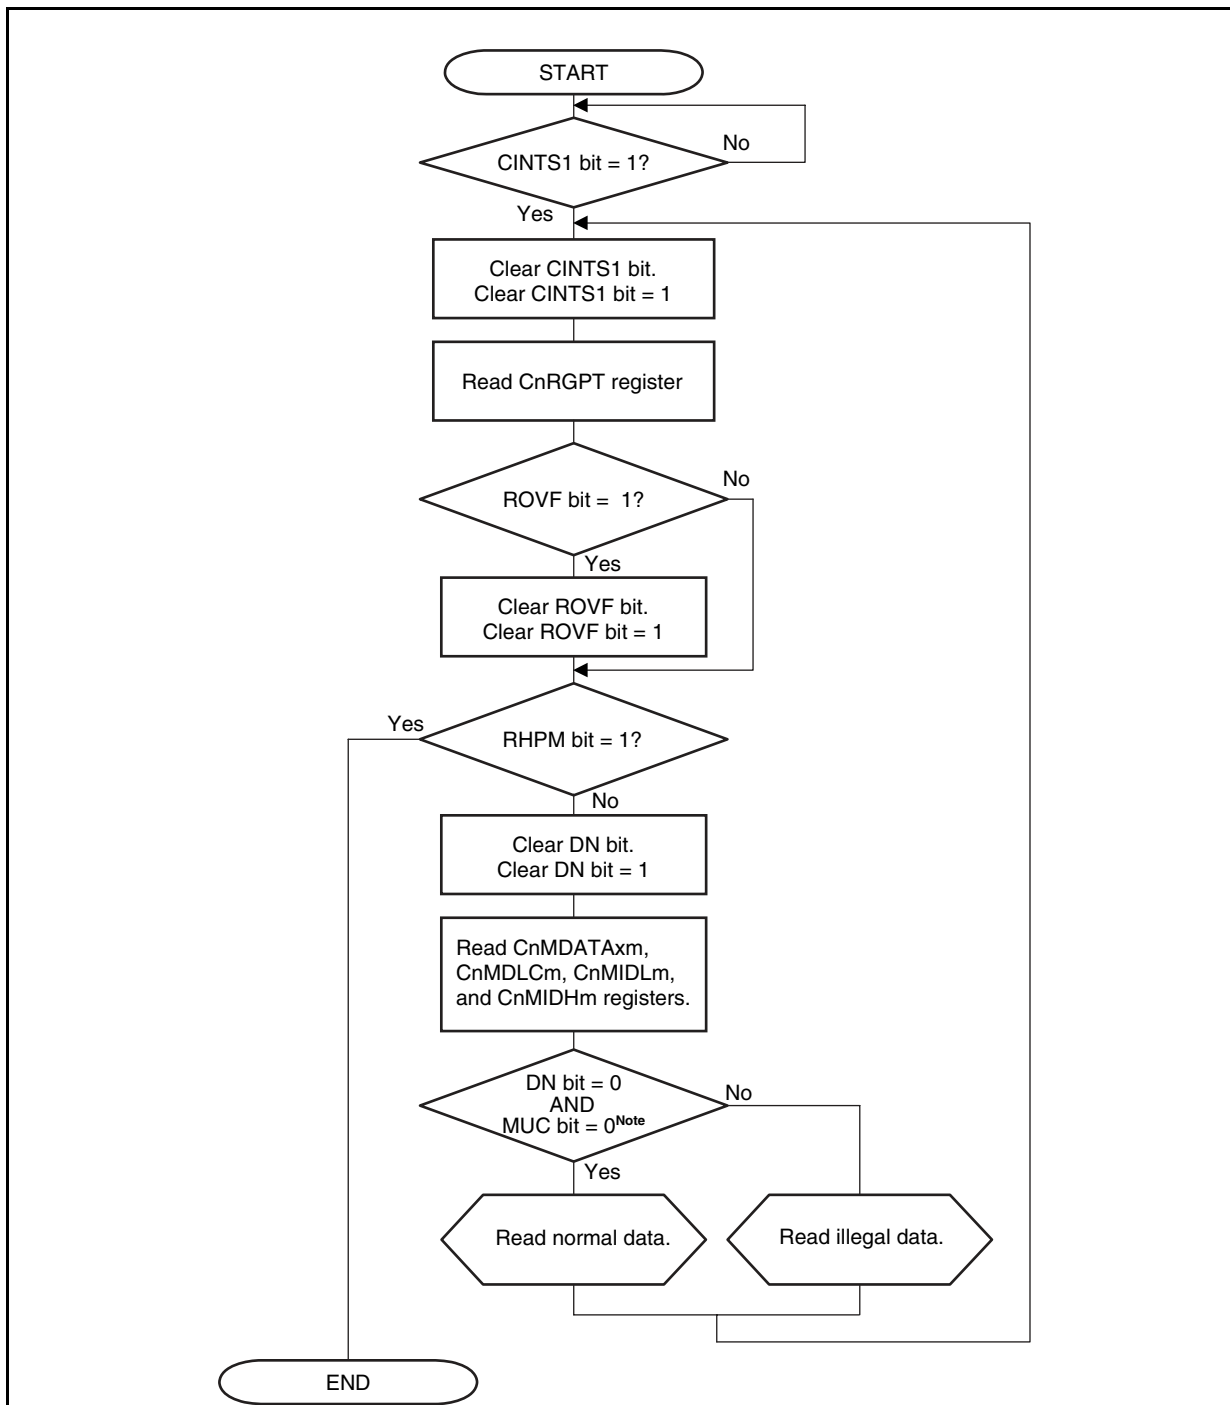 START
CINTS1 bit = 1?
No
Yes
Clear CINTS1 bit.
Clear CINTS1 bit = 1
Read CnRGPT register
ROVF bit =  1?
No
Yes
Clear ROVF bit.
Clear ROVF bit = 1
Yes
RHPM bit = 1?
No
Clear DN bit.
Clear DN bit = 1
Read CnMDATAxm,
CnMDLCm, CnMIDLm,
and CnMIDHm registers.
DN bit = 0
AND
MUC bit = 0Note
No
Yes
Read normal data.
Read illegal data.
END